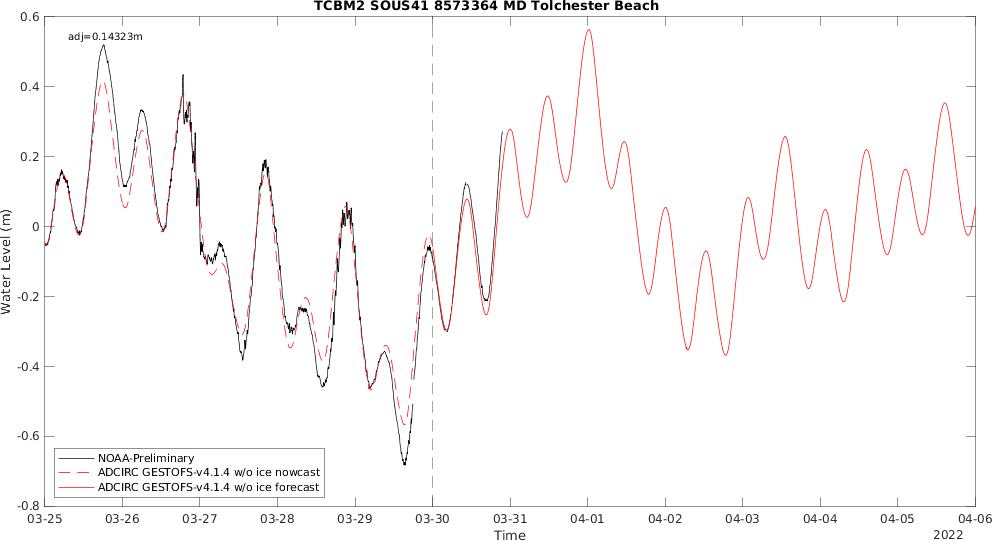 TCBM2 SOUS41 8573364 MD Tolchester Beach
adj=0.14323m
0.6
0.4
0.2
0
-0.2
-0.4
-0.6
-0.8
Water Level (m)
NOAA-Preliminary
ADCIRC GESTOFS-v4.1.4 w/o ice nowcast
ADCIRC GESTOFS-v4.1.4 w/o ice forecast
03-25 03-26 03-27 03-28 03-29 03-30 03-31 04-01 04-02 04-03 04-04 04-05 04-06
Time
2022